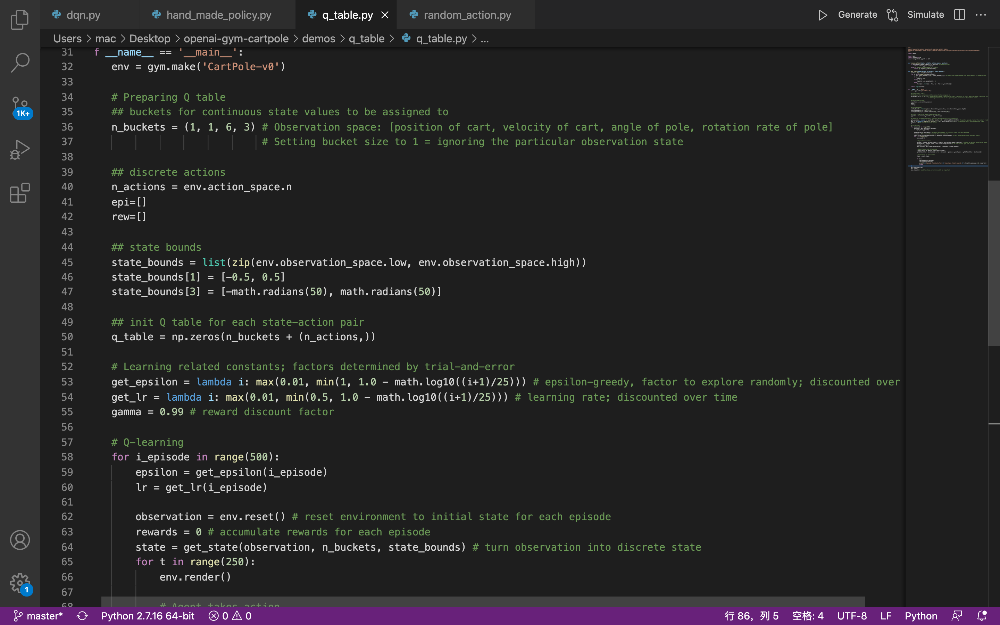 dqn.py hand_made_policy.py q_table.py random_action.py Generate Simulate
Users > mac > Desktop > openai-gym-cartpole > demos > q_table > q_table.py > ...
31 f __name__ == '__main__':
32 env = gym.make('CartPole-v0')
33
34 # Preparing Q table
35 ## buckets for continuous state values to be assigned to
36 n_buckets = (1, 1, 6, 3) # Observation space: [position of cart, velocity of cart, angle of pole, rotation rate of pole]
37 # Setting bucket size to 1 = ignoring the particular observation state
38
39 ## discrete actions
40 n_actions = env.action_space.n
41 epi=[]
42 rew=[]
43
44 ## state bounds
45 state_bounds = list(zip(env.observation_space.low, env.observation_space.high))
46 state_bounds[1] = [-0.5, 0.5]
47 state_bounds[3] = [-math.radians(50), math.radians(50)]
48
49 ## init Q table for each state-action pair
50 q_table = np.zeros(n_buckets + (n_actions,))
51
52 # Learning related constants; factors determined by trial-and-error
53 get_epsilon = lambda i: max(0.01, min(1, 1.0 - math.log10((i+1)/25))) # epsilon-greedy, factor to explore randomly; discounted over
54 get_lr = lambda i: max(0.01, min(0.5, 1.0 - math.log10((i+1)/25))) # learning rate; discounted over time
55 gamma = 0.99 # reward discount factor
56
57 # Q-learning
58 for i_episode in range(500):
59 epsilon = get_epsilon(i_episode)
60 lr = get_lr(i_episode)
61
62 observation = env.reset() # reset environment to initial state for each episode
63 rewards = 0 # accumulate rewards for each episode
64 state = get_state(observation, n_buckets, state_bounds) # turn observation into discrete state
65 for t in range(250):
66 env.render()
67
68 # Agent takes action
1K+
1
master* Python 2.7.16 64-bit 0 0 行 86，列 5 空格: 4 UTF-8 LF Python